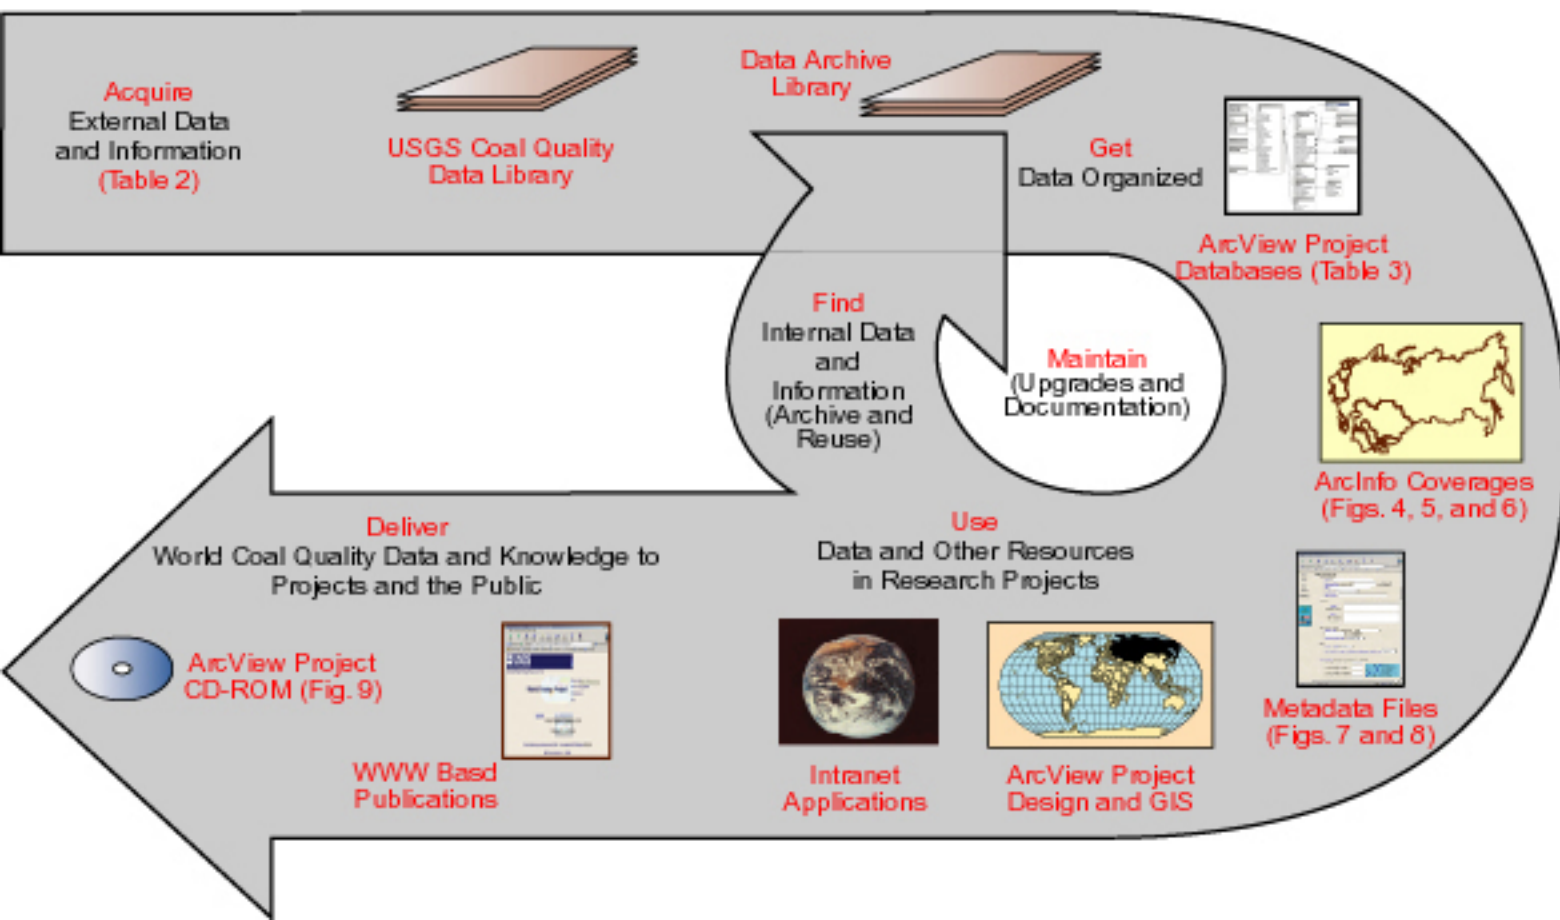 Acquire
External Data
and Information
(Table 2)
USGS Coal Quality
Data Library
Data Archive
Library
Get
Data Organized
ArcView Project
Databases (Table 3)
Find
Internal Data
and
Information
(Archive and
Reuse)
Maintain
(Upgrades and
Documentation)
ArcInfo Coverages
(Figs. 4, 5, and 6)
Metadata Files
(Figs. 7 and 8)
Use
Data and Other Resources
in Research Projects
Intranet
Applications
ArcView Project
Design and GIS
Deliver
World Coal Quality Data and Knowledge to
Projects and the Public
ArcView Project
CD-ROM (Fig. 9)
WWW Basd
Publications